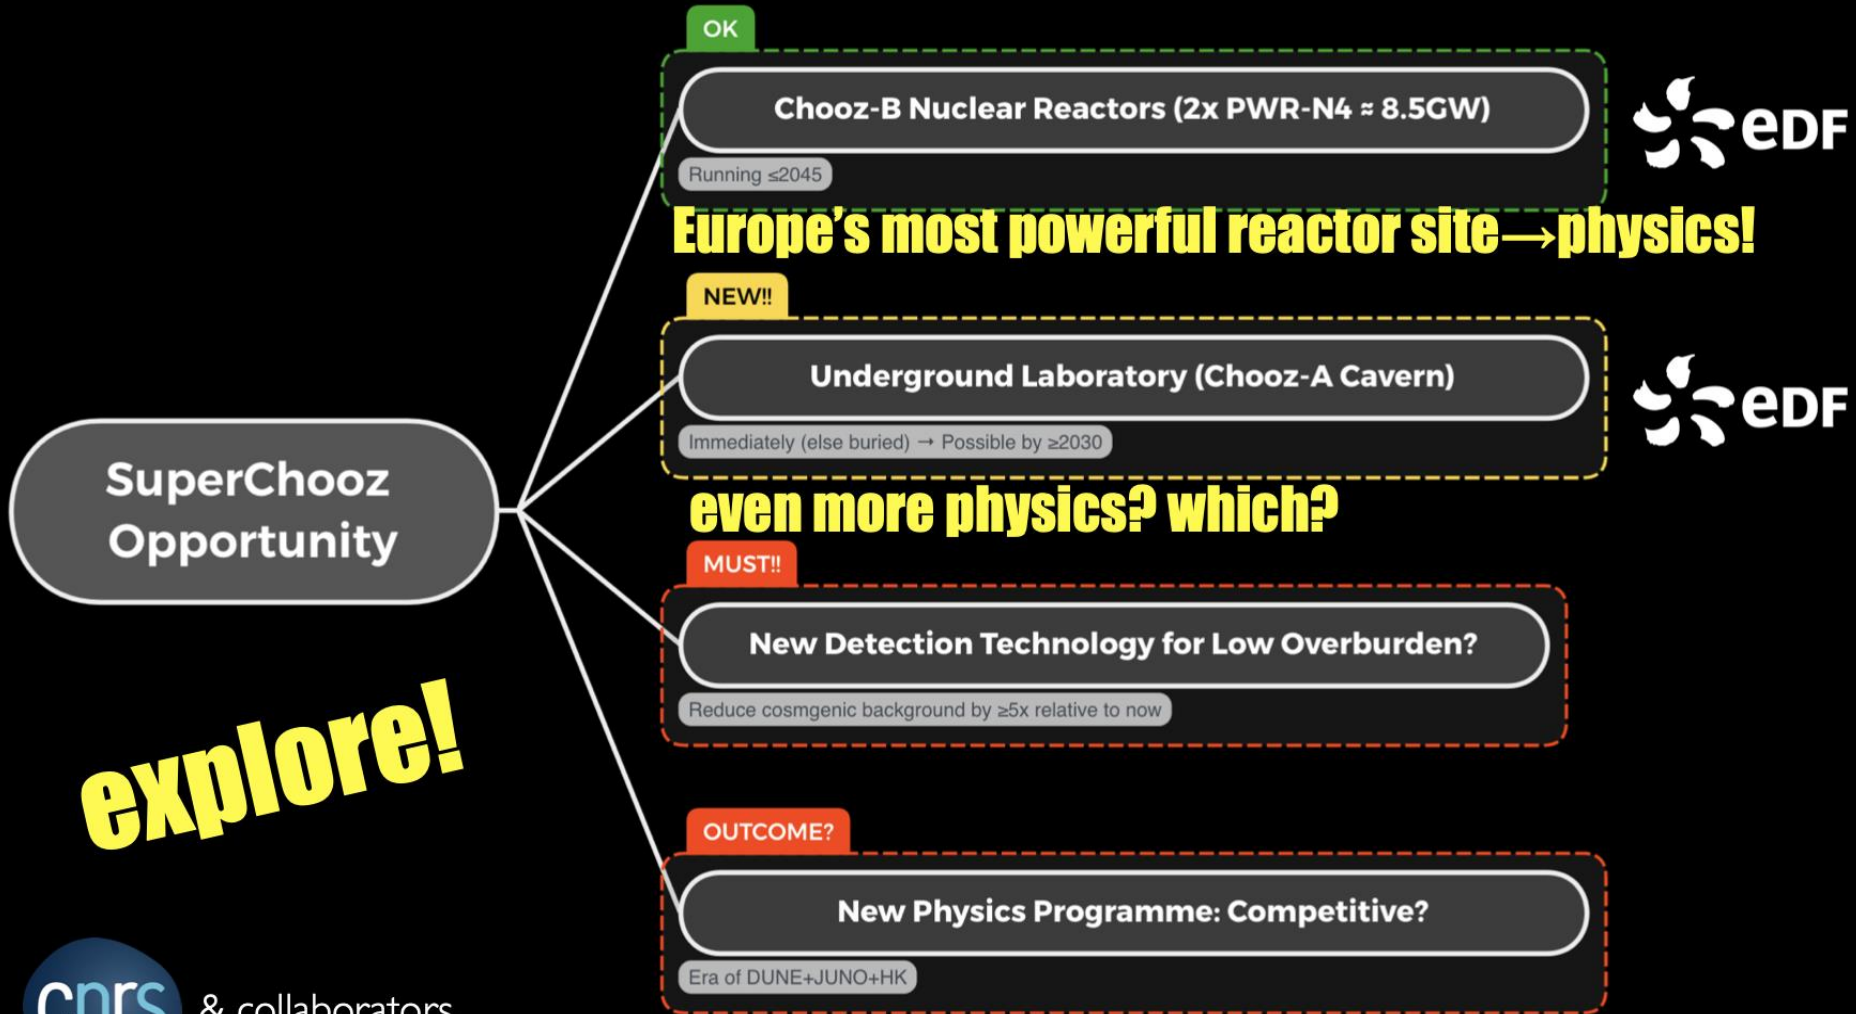 OK
Chooz-B Nuclear Reactors (2x PWR-N4 ≈ 8.5GW)
eDF
Running ≤2045
Europe's most powerful reactor site→physics!
NEW!!
Underground Laboratory (Chooz-A Cavern)
eDF
Immediately (else buried) → Possible by ≥2030
even more physics? which?
SuperChooz
Opportunity
MUST!!
New Detection Technology for Low Overburden?
Reduce cosmgenic background by ≥5x relative to now
explore!
OUTCOME?
New Physics Programme: Competitive?
Era of DUNE+JUNO+HK
cnrs & collaborators